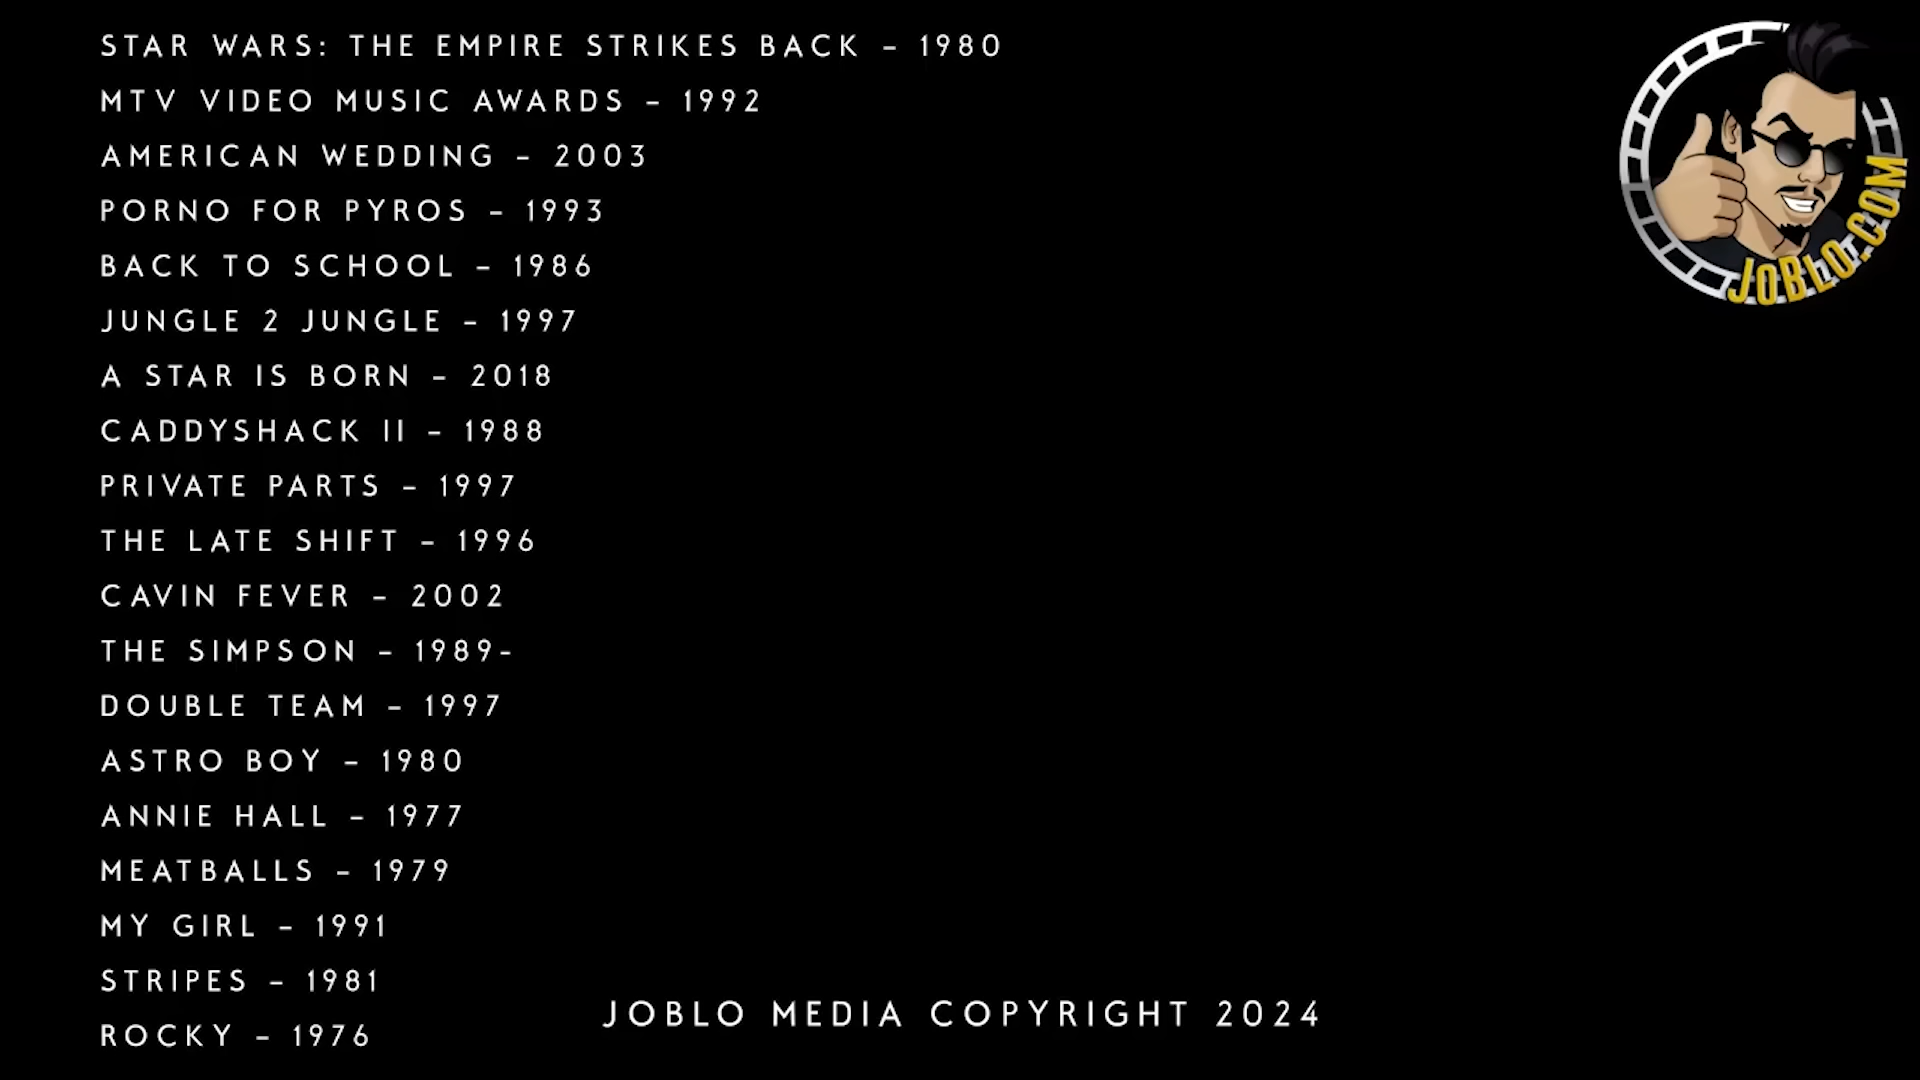 STAR WARS: THE EMPIRE STRIKES BACK - 1980
MTV VIDEO MUSIC AWARDS - 1992
AMERICAN WEDDING - 2003
PORNO FOR PYROS - 1993
BACK TO SCHOOL - 1986
JUNGLE 2 JUNGLE - 1997
A STAR IS BORN - 2018
CADDYSHACK II - 1988
PRIVATE PARTS - 1997
THE LATE SHIFT - 1996
CAVIN FEVER - 2002
THE SIMPSON - 1989-
DOUBLE TEAM - 1997
ASTRO BOY - 1980
ANNIE HALL - 1977
MEATBALLS - 1979
MY GIRL - 1991
STRIPES - 1981
ROCKY - 1976
JOBLO MEDIA COPYRIGHT 2024
JOBLO.COM